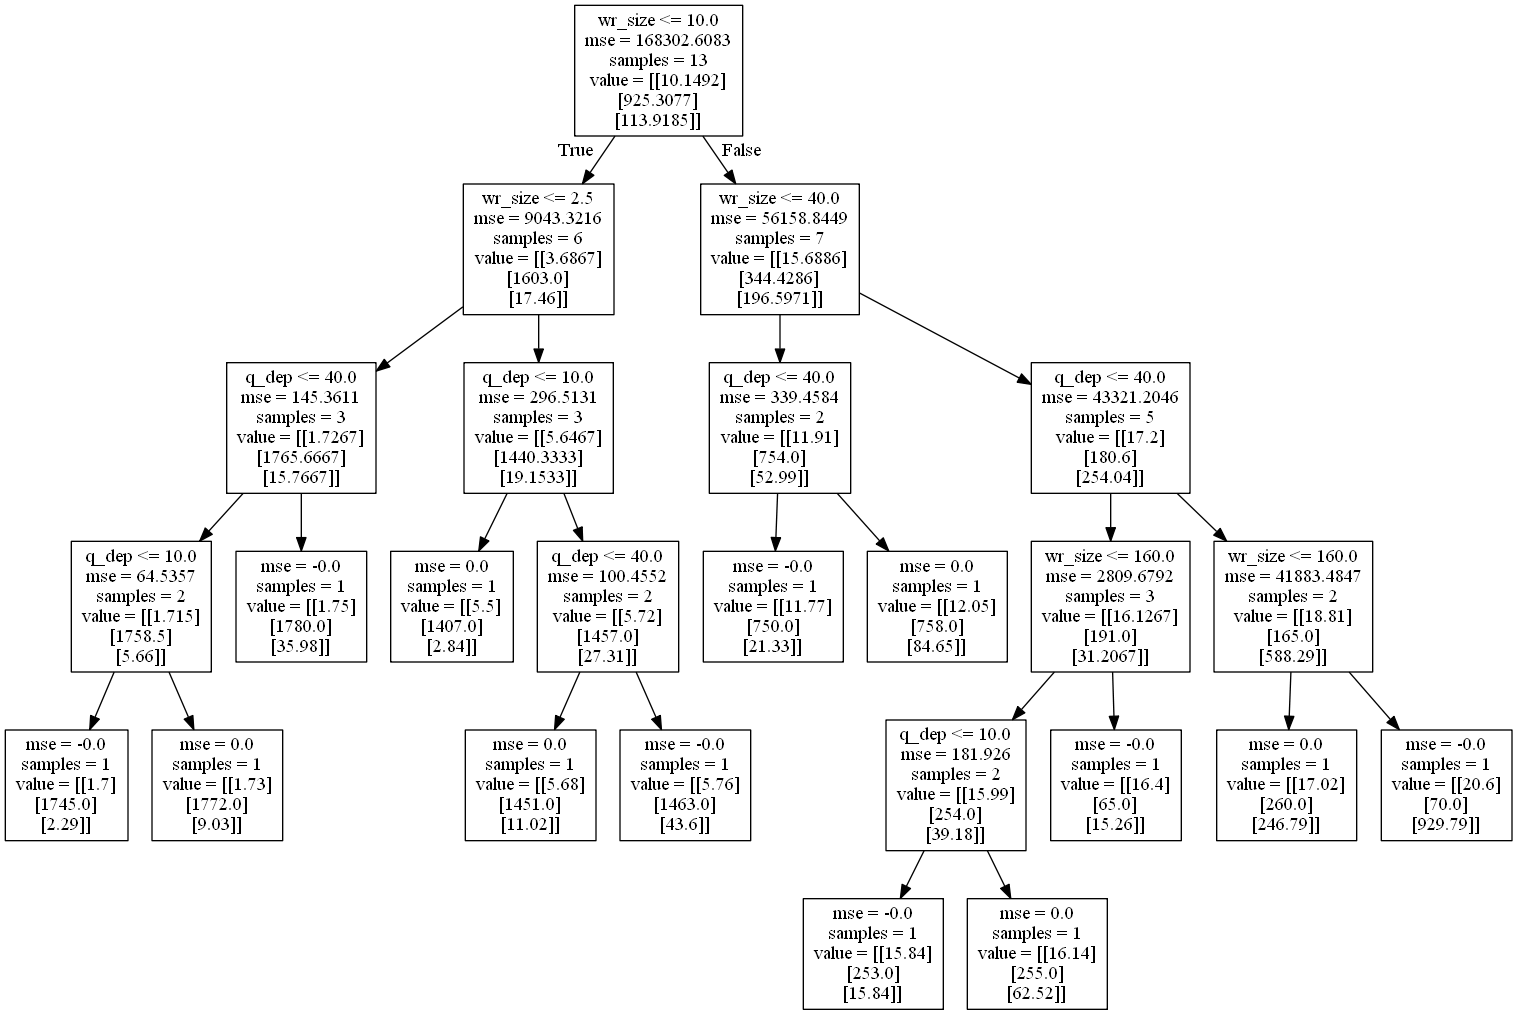 wr_size <= 10.0
mse = 168302.6083
samples = 13
value = [[10.1492]
[925.3077]
[113.9185]]
True
False
wr_size <= 2.5
mse = 9043.3216
samples = 6
value = [[3.6867]
[1603.0]
[17.46]]
wr_size <= 40.0
mse = 56158.8449
samples = 7
value = [[15.6886]
[344.4286]
[196.5971]]
q_dep <= 40.0
mse = 145.3611
samples = 3
value = [[1.7267]
[1765.6667]
[15.7667]]
q_dep <= 10.0
mse = 296.5131
samples = 3
value = [[5.6467]
[1440.3333]
[19.1533]]
q_dep <= 40.0
mse = 339.4584
samples = 2
value = [[11.91]
[754.0]
[52.99]]
q_dep <= 40.0
mse = 43321.2046
samples = 5
value = [[17.2]
[180.6]
[254.04]]
q_dep <= 10.0
mse = 64.5357
samples = 2
value = [[1.715]
[1758.5]
[5.66]]
mse = -0.0
samples = 1
value = [[1.75]
[1780.0]
[35.98]]
mse = 0.0
samples = 1
value = [[5.5]
[1407.0]
[2.84]]
q_dep <= 40.0
mse = 100.4552
samples = 2
value = [[5.72]
[1457.0]
[27.31]]
mse = -0.0
samples = 1
value = [[11.77]
[750.0]
[21.33]]
mse = 0.0
samples = 1
value = [[12.05]
[758.0]
[84.65]]
wr_size <= 160.0
mse = 2809.6792
samples = 3
value = [[16.1267]
[191.0]
[31.2067]]
wr_size <= 160.0
mse = 41883.4847
samples = 2
value = [[18.81]
[165.0]
[588.29]]
mse = -0.0
samples = 1
value = [[1.7]
[1745.0]
[2.29]]
mse = 0.0
samples = 1
value = [[1.73]
[1772.0]
[9.03]]
mse = 0.0
samples = 1
value = [[5.68]
[1451.0]
[11.02]]
mse = -0.0
samples = 1
value = [[5.76]
[1463.0]
[43.6]]
q_dep <= 10.0
mse = 181.926
samples = 2
value = [[15.99]
[254.0]
[39.18]]
mse = -0.0
samples = 1
value = [[16.4]
[65.0]
[15.26]]
mse = 0.0
samples = 1
value = [[17.02]
[260.0]
[246.79]]
mse = -0.0
samples = 1
value = [[20.6]
[70.0]
[929.79]]
mse = -0.0
samples = 1
value = [[15.84]
[253.0]
[15.84]]
mse = 0.0
samples = 1
value = [[16.14]
[255.0]
[62.52]]